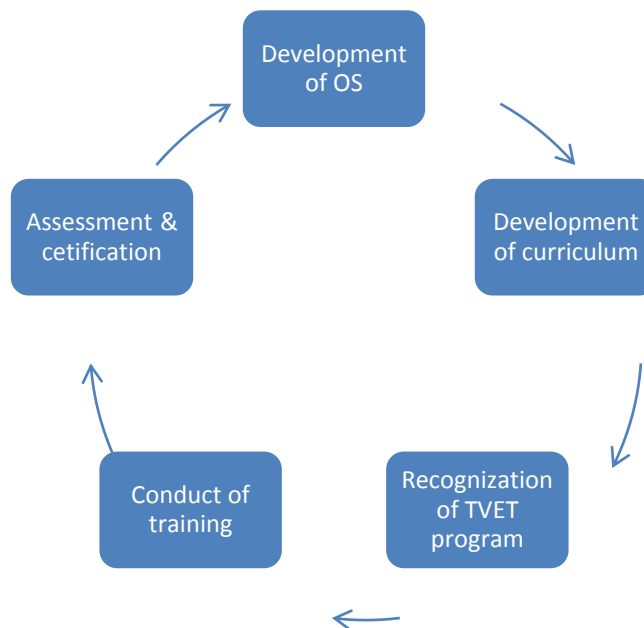 Development
of OS
Development
of curriculum
Recognization
of TVET
program
Conduct of
training
Assessment &
cetification